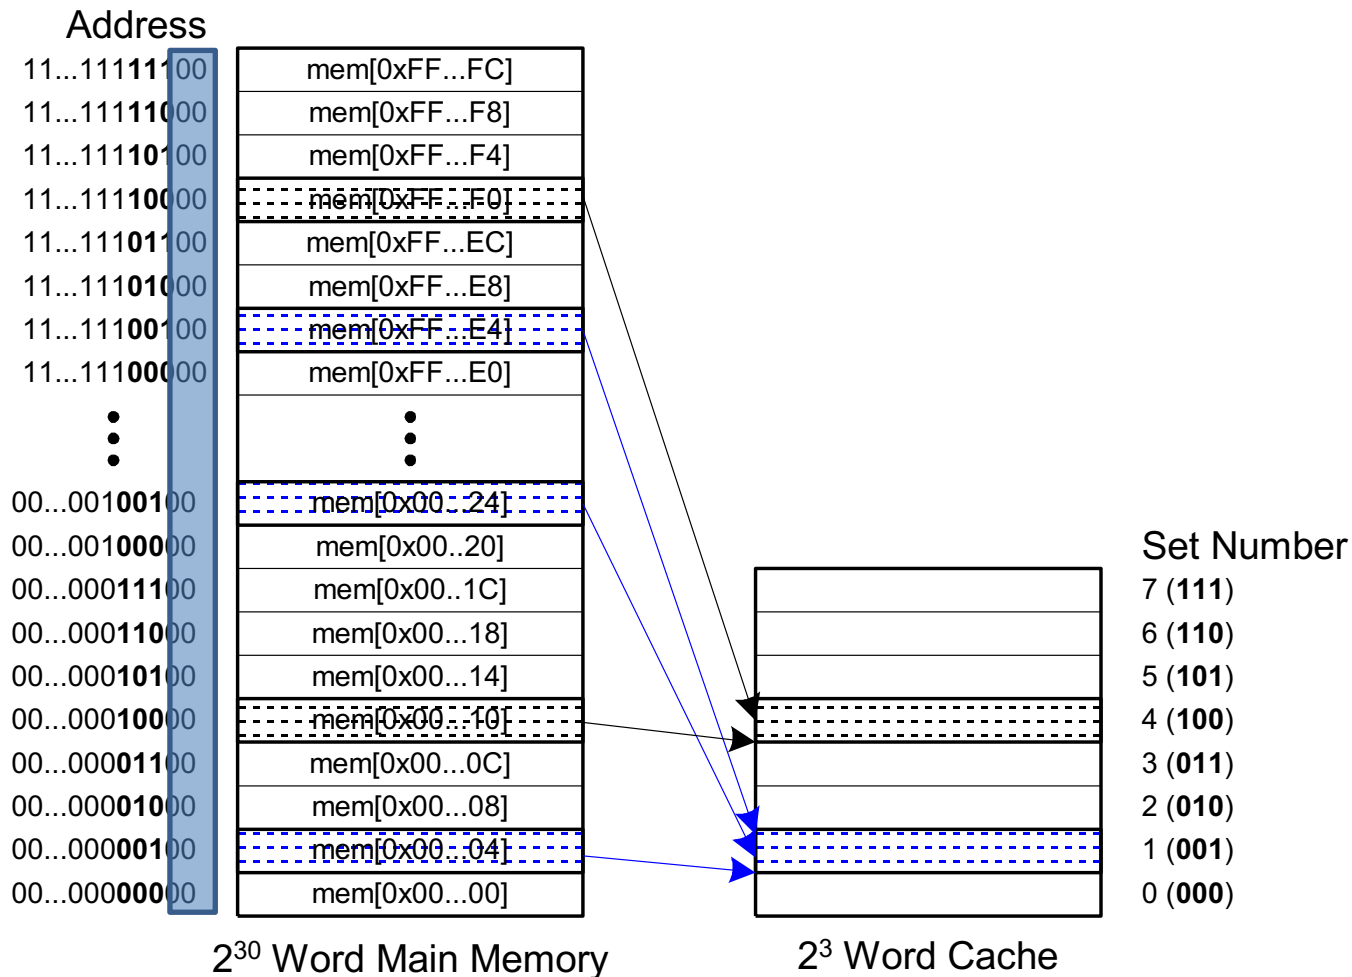 Address
11...11111100 mem[0xFF...FC]
11...11111000 mem[0xFF...F8]
11...11110100 mem[0xFF...F4]
11...11110000 mem[0xFF...F0]
11...11101100 mem[0xFF...EC]
11...11101000 mem[0xFF...E8]
11...11100100 mem[0xFF...E4]
11...11100000 mem[0xFF...E0]
00...00100100 mem[0x00...24]
00...00100000 mem[0x00..20] Set Number
00...00011100 mem[0x00..1C] 7 (111)
00...00011000 mem[0x00...18] 6 (110)
00...00010100 mem[0x00...14] 5 (101)
00...00010000 mem[0x00...10] 4 (100)
00...00001100 mem[0x00...0C] 3 (011)
00...00001000 mem[0x00...08] 2 (010)
00...00000100 mem[0x00...04] 1 (001)
00...00000000 mem[0x00...00] 0 (000)
2³⁰ Word Main Memory 2³ Word Cache